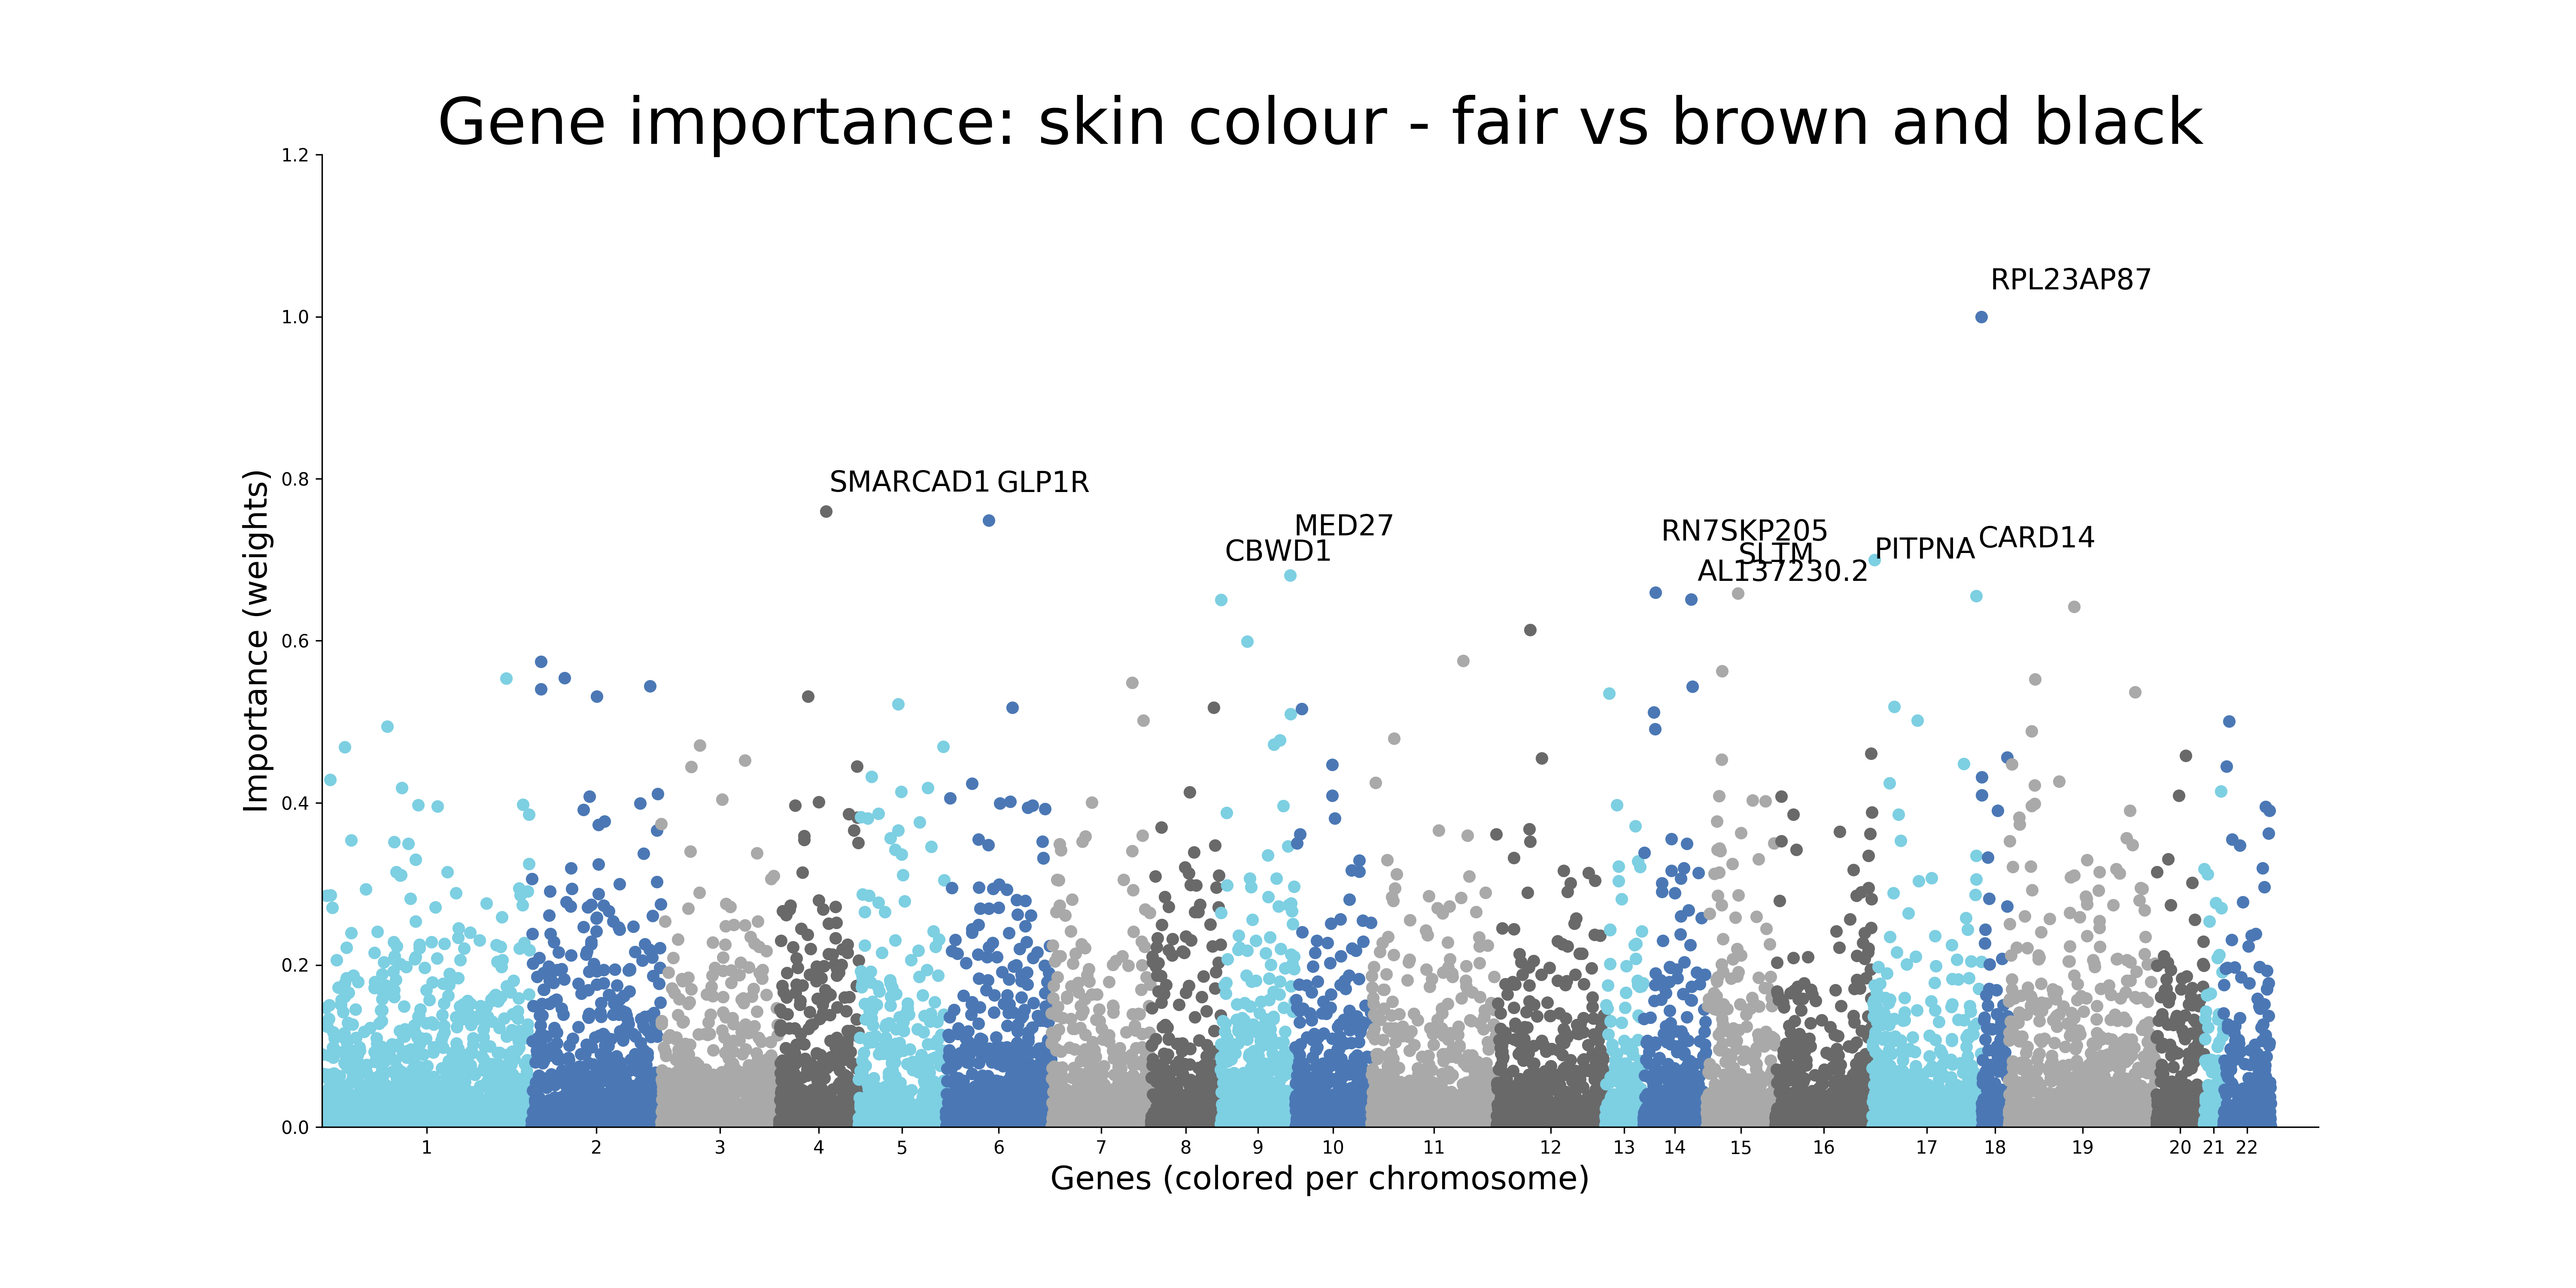 Gene importance: skin colour - fair vs brown and black
1.2
RPL23AP87
1.0
SMARCAD1 GLP1R
0.8
MED27
RN7SKP205
CARD14
CBWD1
SLTM
PITPNA
AL137230.2
0.6
0.4
0.2
0.0
Importance (weights)
1 2 3 4 5 6 7 8 9 10 11 12 13 14 15 16 17 18 19 20 21 22
Genes (colored per chromosome)